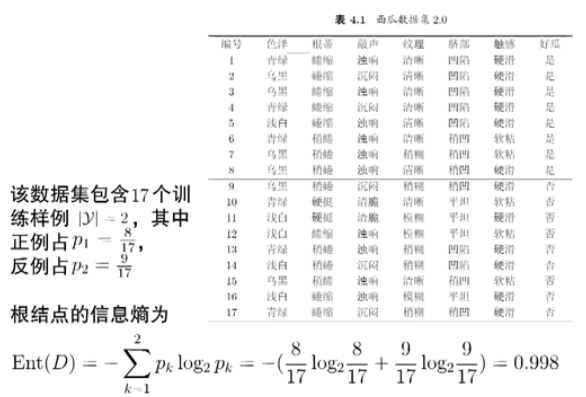 表 4.1 西瓜数据集 2.0
编号 色泽 根蒂 敲声 纹理 脐部 触感 好瓜
1 青绿 蜷缩 浊响 清晰 凹陷 硬滑 是
2 乌黑 蜷缩 沉闷 清晰 凹陷 硬滑 是
3 乌黑 蜷缩 浊响 清晰 凹陷 硬滑 是
4 青绿 蜷缩 沉闷 清晰 凹陷 硬滑 是
5 浅白 蜷缩 浊响 清晰 凹陷 硬滑 是
6 青绿 稍蜷 浊响 清晰 稍凹 软粘 是
7 乌黑 稍蜷 浊响 稍糊 稍凹 软粘 是
8 乌黑 稍蜷 浊响 清晰 稍凹 硬滑 是
9 乌黑 稍蜷 沉闷 稍糊 稍凹 硬滑 否
10 青绿 硬挺 清脆 清晰 平坦 软粘 否
11 浅白 硬挺 清脆 模糊 平坦 硬滑 否
12 浅白 蜷缩 浊响 模糊 平坦 软粘 否
13 青绿 稍蜷 浊响 稍糊 凹陷 硬滑 否
14 浅白 稍蜷 沉闷 稍糊 凹陷 硬滑 否
15 乌黑 稍蜷 浊响 清晰 稍凹 软粘 否
16 浅白 蜷缩 浊响 模糊 平坦 硬滑 否
17 青绿 蜷缩 沉闷 稍糊 稍凹 硬滑 否
该数据集包含17个训
练样例 |𝒴| = 2，其中
正例占 p₁ = 8/17，
反例占 p₂ = 9/17
根结点的信息熵为
Ent(D) = −∑_{k=1}^{2} p_k log₂ p_k = −(8/17 log₂ 8/17 + 9/17 log₂ 9/17) = 0.998